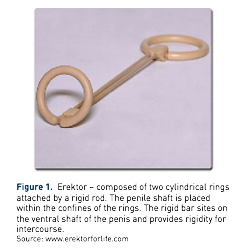 Figure 1. Erektor – composed of two cylindrical rings
attached by a rigid rod. The penile shaft is placed
within the confines of the rings. The rigid bar sites on
the ventral shaft of the penis and provides rigidity for
intercourse.
Source: www.erektorforlife.com